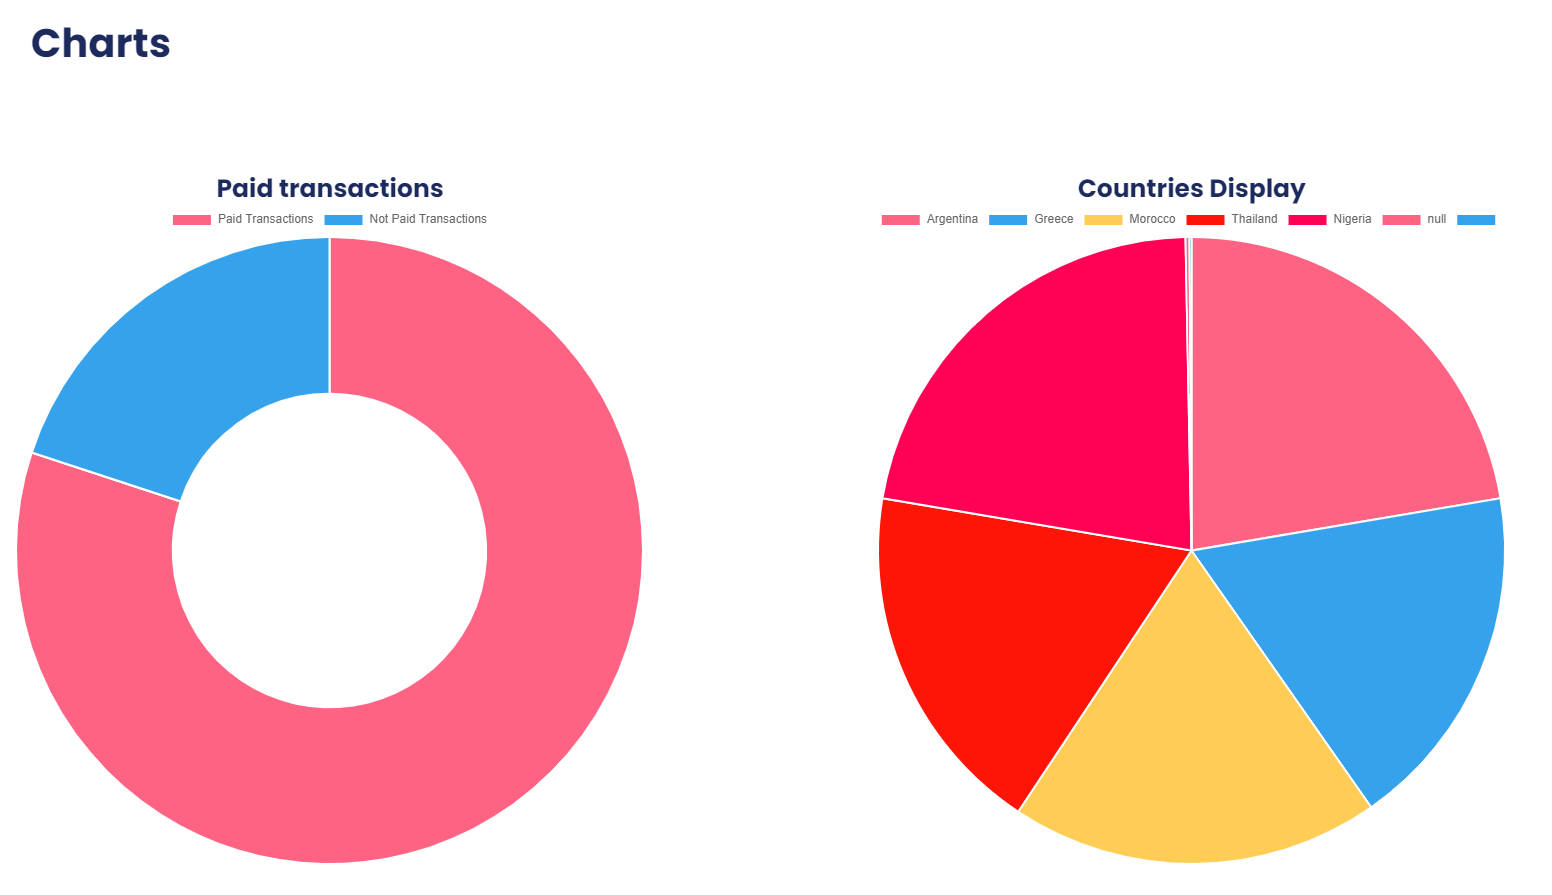 Charts
Paid transactions
Paid Transactions Not Paid Transactions
Countries Display
Argentina Greece Morocco Thailand Nigeria null